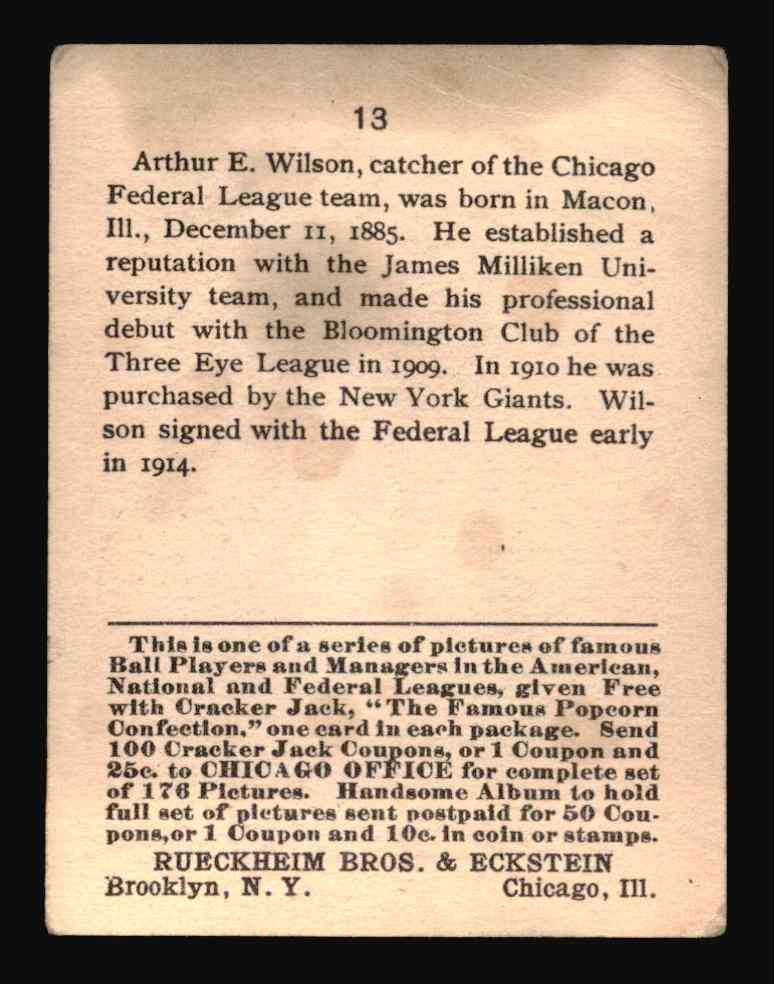 13
Arthur E. Wilson, catcher of the Chicago
Federal League team, was born in Macon,
Ill., December 11, 1885. He established a
reputation with the James Milliken Uni-
versity team, and made his professional
debut with the Bloomington Club of the
Three Eye League in 1909. In 1910 he was
purchased by the New York Giants. Wil-
son signed with the Federal League early
in 1914.
This is one of a series of pictures of famous
Ball Players and Managers in the American,
National and Federal Leagues, given Free
with Cracker Jack, "The Famous Popcorn
Confection," one card in each package. Send
100 Cracker Jack Coupons, or 1 Coupon and
25c. to CHICAGO OFFICE for complete set
of 176 Pictures. Handsome Album to hold
full set of pictures sent postpaid for 50 Cou-
pons, or 1 Coupon and 10c. in coin or stamps.
RUECKHEIM BROS. & ECKSTEIN
Brooklyn, N. Y. Chicago, Ill.